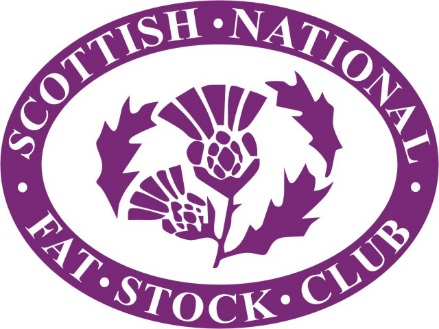 SCOTTISH · NATIONAL
· FAT · STOCK · CLUB ·